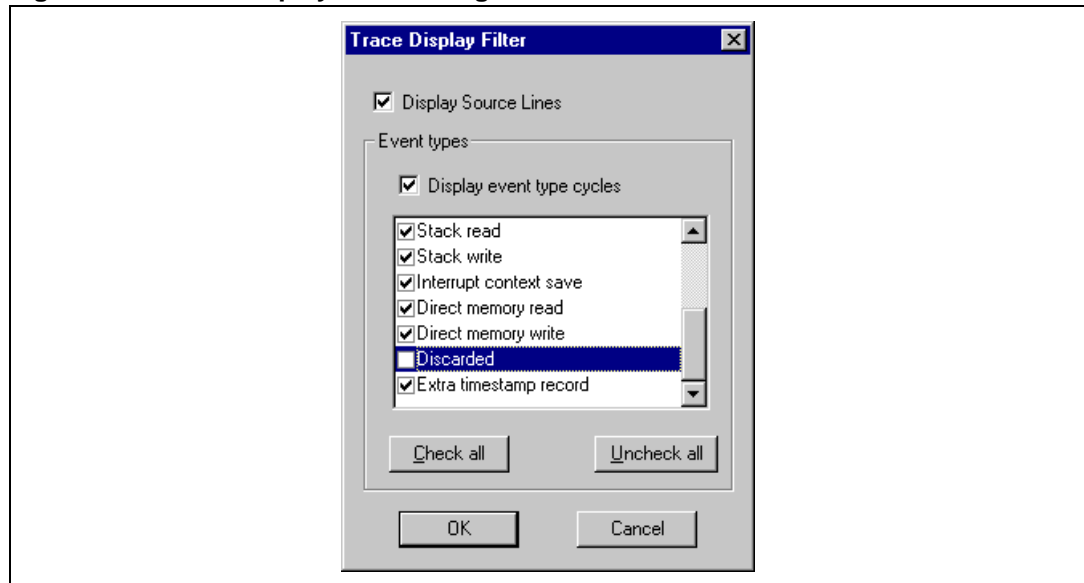 Trace Display Filter
Display Source Lines
Event types
Display event type cycles
Stack read
Stack write
Interrupt context save
Direct memory read
Direct memory write
Discarded
Extra timestamp record
Check all Uncheck all
OK Cancel